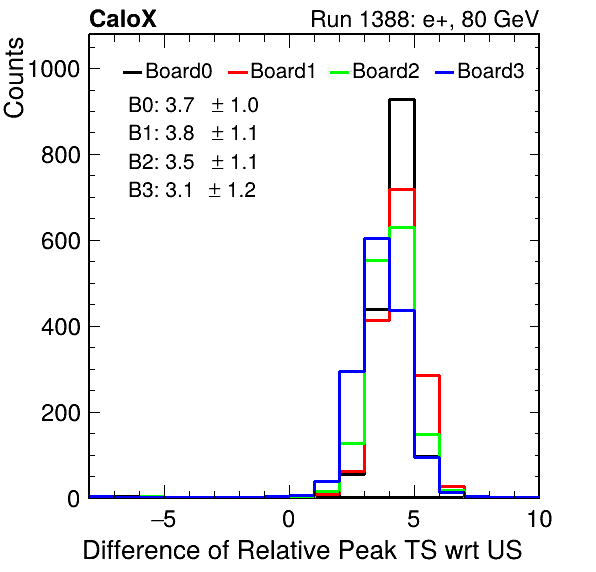 CaloX Run 1388: e+, 80 GeV
Counts
Board0 Board1 Board2 Board3
B0: 3.7 ± 1.0
B1: 3.8 ± 1.1
B2: 3.5 ± 1.1
B3: 3.1 ± 1.2
1000
800
600
400
200
0
−5 0 5 10
Difference of Relative Peak TS wrt US